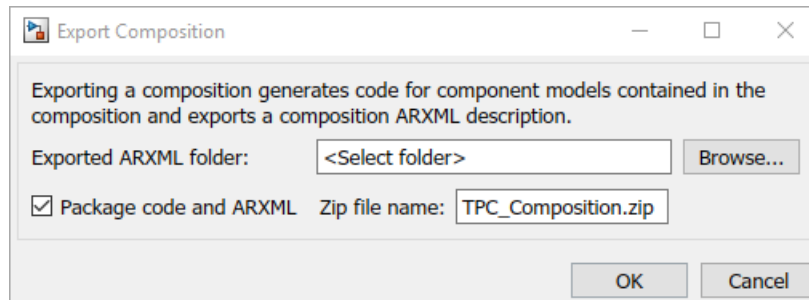 Export Composition
Exporting a composition generates code for component models contained in the
composition and exports a composition ARXML description.
Exported ARXML folder: <Select folder> Browse...
Package code and ARXML Zip file name: TPC_Composition.zip
OK Cancel